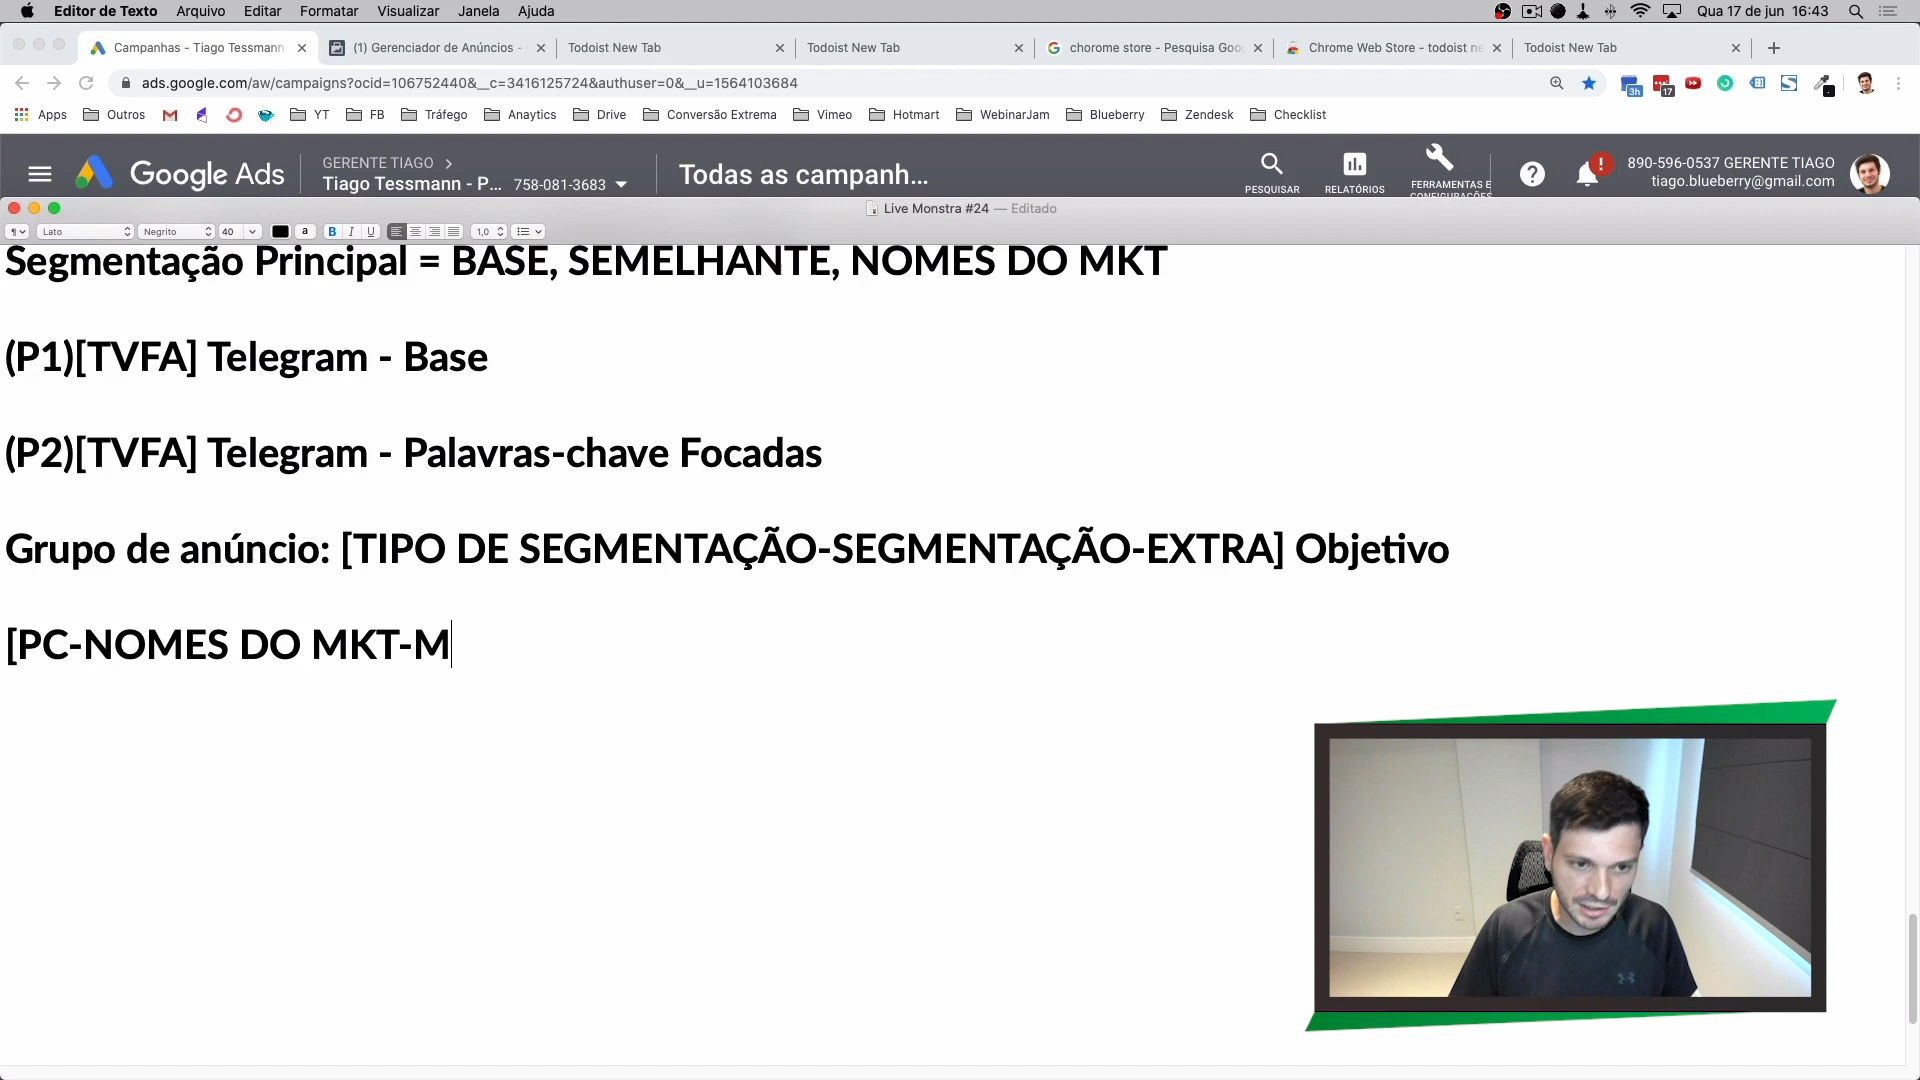 Editor de Texto Arquivo Editar Formatar Visualizar Janela Ajuda Qua 17 de jun 16:43
Campanhas - Tiago Tessmann (1) Gerenciador de Anúncios - Todoist New Tab Todoist New Tab chorome store - Pesquisa Goo Chrome Web Store - todoist ne Todoist New Tab
ads.google.com/aw/campaigns?ocid=106752440&__c=3416125724&authuser=0&__u=1564103684 3h 17
Apps Outros YT FB Tráfego Anaytics Drive Conversão Extrema Vimeo Hotmart WebinarJam Blueberry Zendesk Checklist
Google Ads GERENTE TIAGO > Tiago Tessmann - P... 758-081-3683 Todas as campanh... PESQUISAR RELATÓRIOS FERRAMENTAS E CONFIGURAÇÕES ? ! 890-596-0537 GERENTE TIAGO
tiago.blueberry@gmail.com
Live Monstra #24 — Editado
¶ Lato Negrito 40 a B I U 1,0
Segmentação Principal = BASE, SEMELHANTE, NOMES DO MKT
(P1)[TVFA] Telegram - Base
(P2)[TVFA] Telegram - Palavras-chave Focadas
Grupo de anúncio: [TIPO DE SEGMENTAÇÃO-SEGMENTAÇÃO-EXTRA] Objetivo
[PC-NOMES DO MKT-M